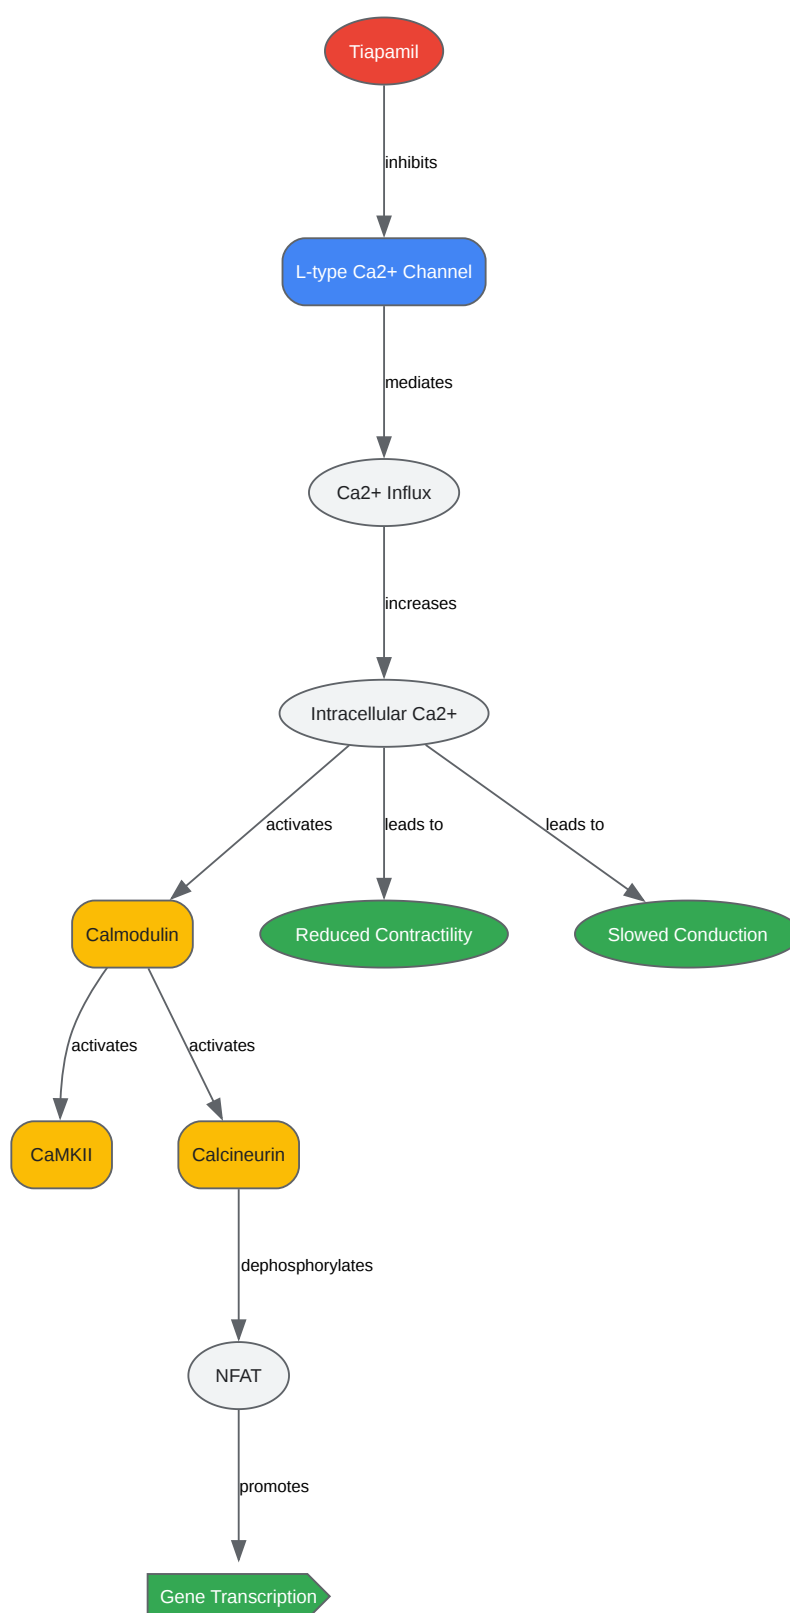 Tiapamil
inhibits
L-type Ca2+ Channel
mediates
Ca2+ Influx
increases
Intracellular Ca2+
activates
leads to
leads to
Calmodulin
Reduced Contractility
Slowed Conduction
activates
activates
CaMKII
Calcineurin
dephosphorylates
NFAT
promotes
Gene Transcription